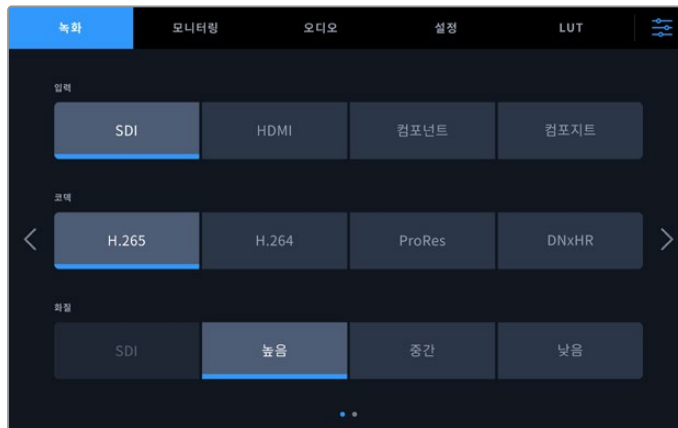 녹화 모니터링 오디오 설정 LUT
입력
SDI HDMI 컴포넌트 컴포지트
코덱
H.265 H.264 ProRes DNxHR
화질
SDI 높음 중간 낮음